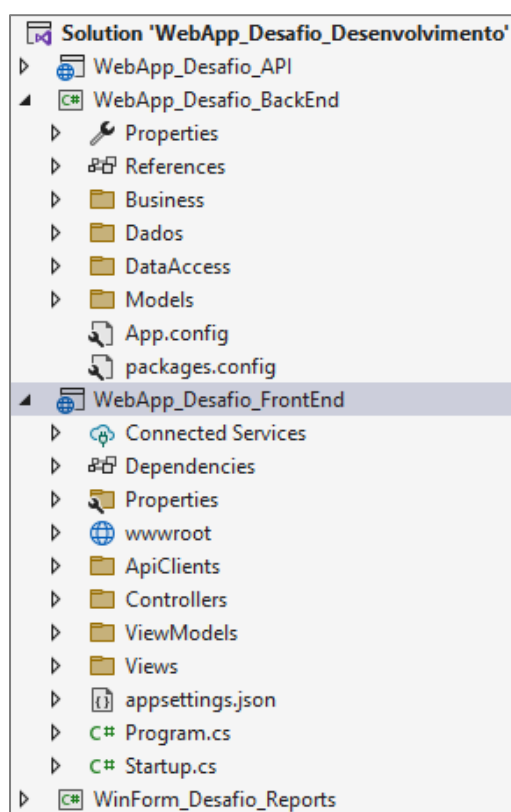 Solution 'WebApp_Desafio_Desenvolvimento'
WebApp_Desafio_API
C# WebApp_Desafio_BackEnd
Properties
References
Business
Dados
DataAccess
Models
App.config
packages.config
WebApp_Desafio_FrontEnd
Connected Services
Dependencies
Properties
wwwroot
ApiClients
Controllers
ViewModels
Views
appsettings.json
C# Program.cs
C# Startup.cs
C# WinForm_Desafio_Reports